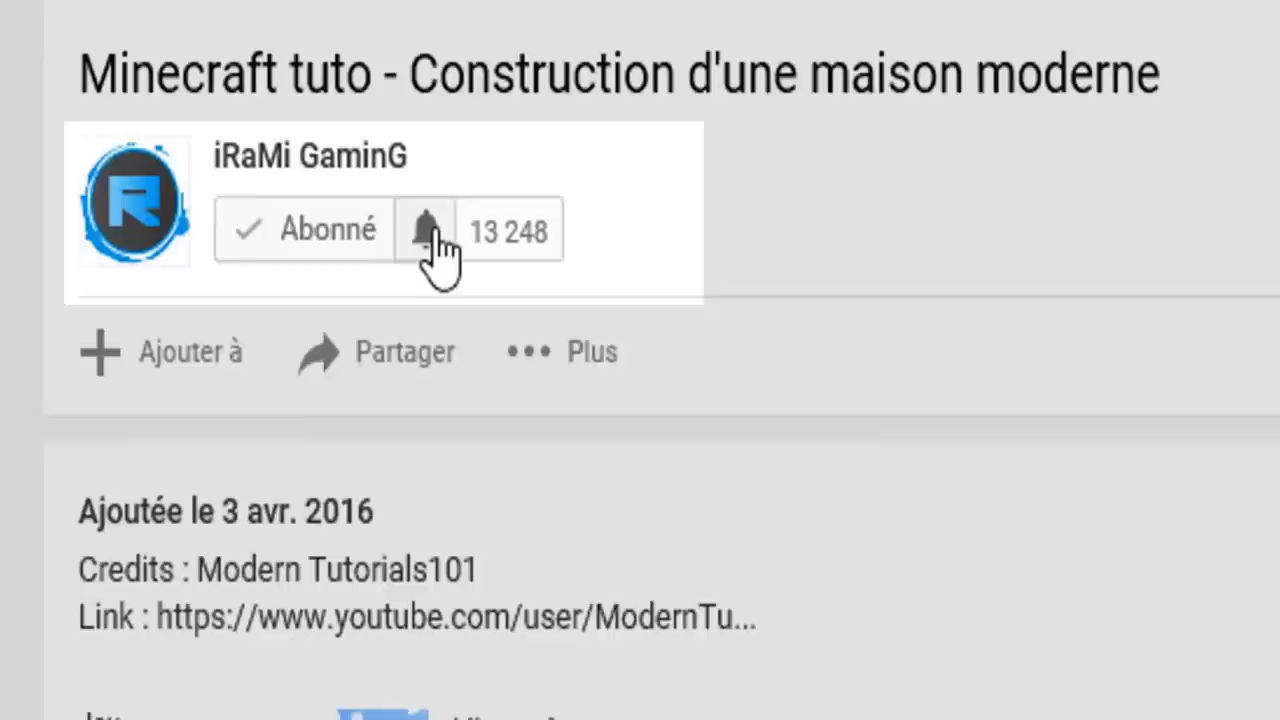 Minecraft tuto - Construction d'une maison moderne
iRaMi GaminG
Abonné 13 248
Ajouter à Partager Plus
Ajoutée le 3 avr. 2016
Credits : Modern Tutorials101
Link : https://www.youtube.com/user/ModernTu...